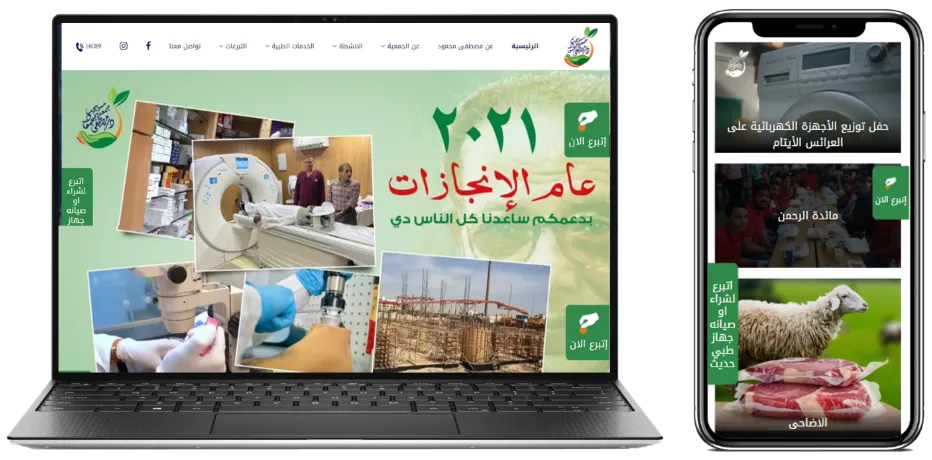 الرئيسية
عن مصطفى محمود
عن الجمعية
الانشطة
الخدمات الطبية
التبرعات
تواصل معنا
16089
٢٠٢١
عام الإنجازات
بدعمكم ساعدنا كل الناس دي
إتبرع الان
اتبرع
لشراء
او
صيانه
جهاز
إتبرع الان
حفل توزيع الأجهزة الكهربائية على
العرائس الأيتام
مائدة الرحمن
إتبرع الان
اتبرع
لشراء
او
صيانه
جهاز
طبي
حديث
الاضاحى